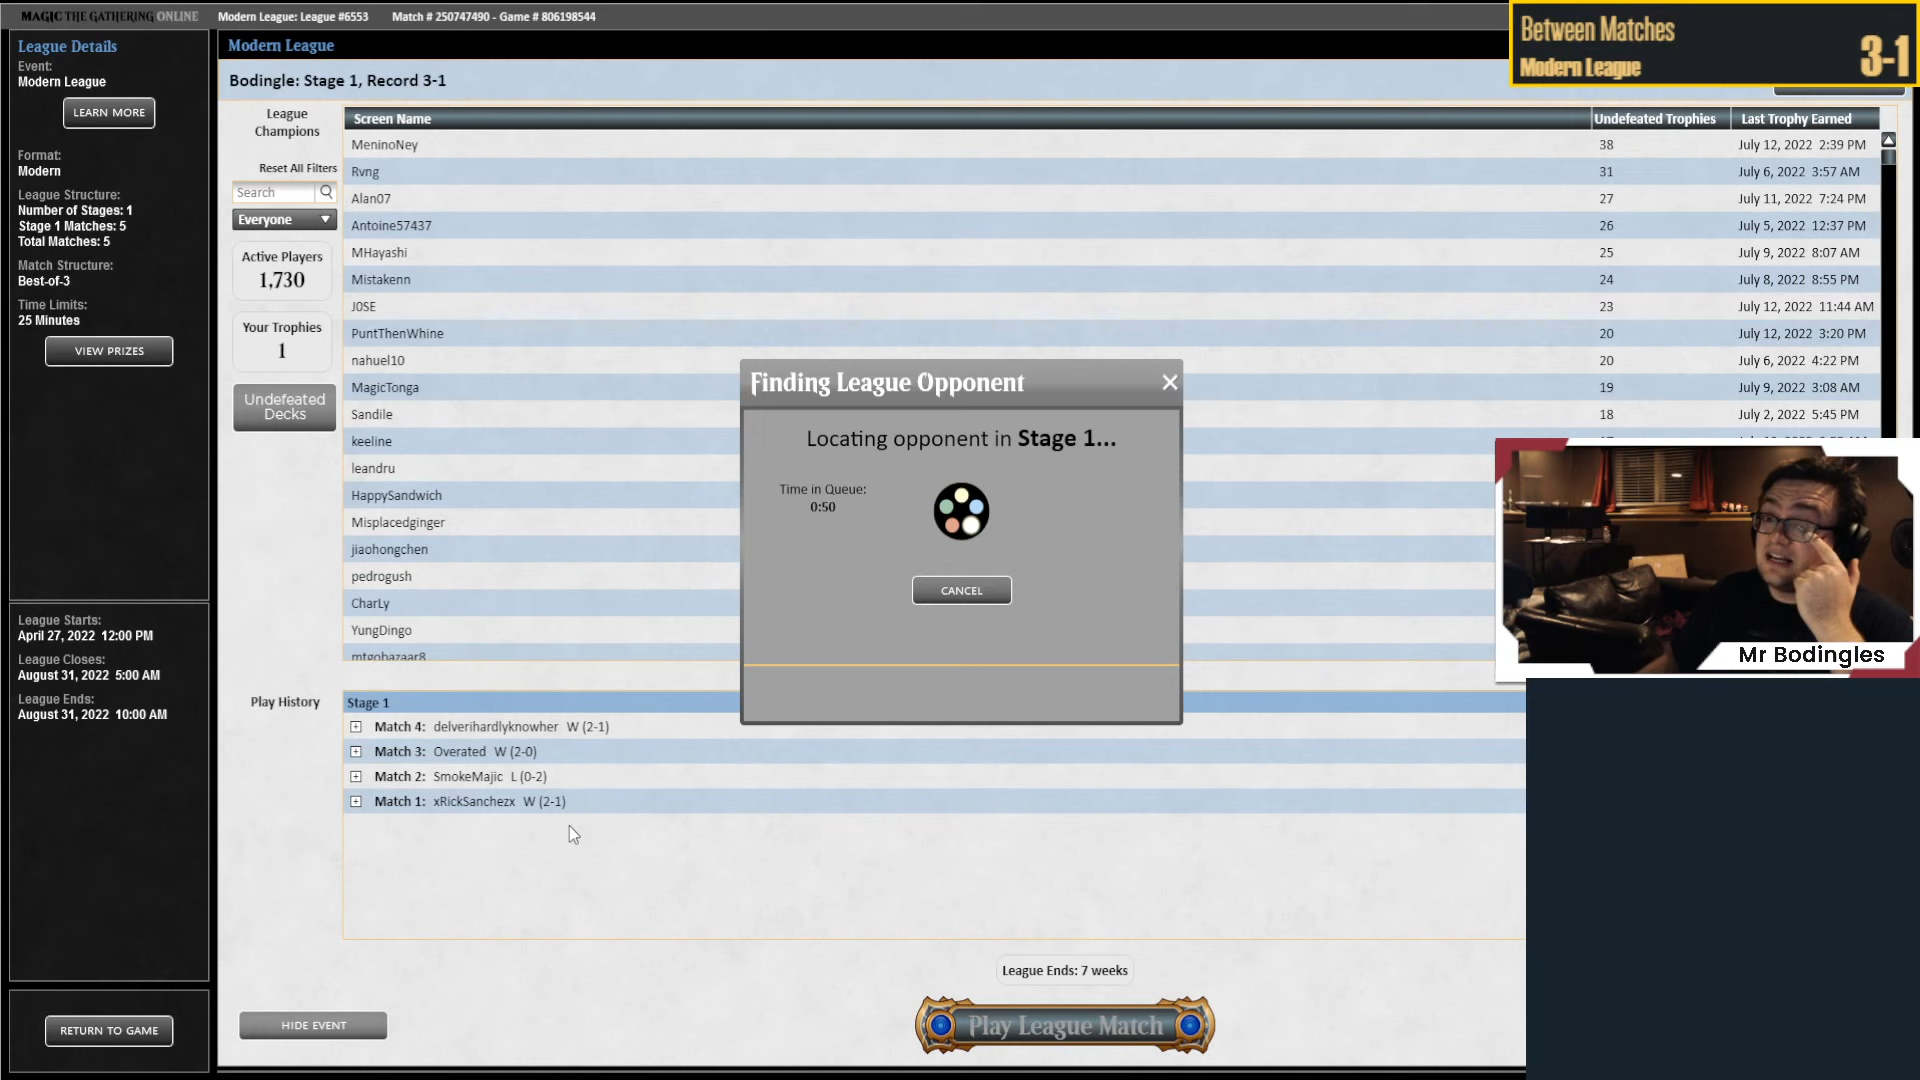 MAGIC THE GATHERING ONLINE
Modern League: League #6553
Match # 250747490 - Game # 806198544
Between Matches
Modern League
3-1
League Details
Event:
Modern League
LEARN MORE
Format:
Modern
League Structure:
Number of Stages: 1
Stage 1 Matches: 5
Total Matches: 5
Match Structure:
Best-of-3
Time Limits:
25 Minutes
VIEW PRIZES
League Starts:
April 27, 2022 12:00 PM
League Closes:
August 31, 2022 5:00 AM
League Ends:
August 31, 2022 10:00 AM
RETURN TO GAME
Modern League
Bodingle: Stage 1, Record 3-1
League
Champions
Reset All Filters
Search
Everyone
Active Players
1,730
Your Trophies
1
Undefeated
Decks
Screen Name Undefeated Trophies Last Trophy Earned
MeninoNey 38 July 12, 2022 2:39 PM
Rvng 31 July 6, 2022 3:57 AM
Alan07 27 July 11, 2022 7:24 PM
Antoine57437 26 July 5, 2022 12:37 PM
MHayashi 25 July 9, 2022 8:07 AM
Mistakenn 24 July 8, 2022 8:55 PM
J0SE 23 July 12, 2022 11:44 AM
PuntThenWhine 20 July 12, 2022 3:20 PM
nahuel10 20 July 6, 2022 4:22 PM
MagicTonga 19 July 9, 2022 3:08 AM
Sandile 18 July 2, 2022 5:45 PM
keeline
leandru
HappySandwich
Misplacedginger
jiaohongchen
pedrogush
CharLy
YungDingo
mtgobazaar8
Finding League Opponent
Locating opponent in Stage 1...
Time in Queue:
0:50
CANCEL
Mr Bodingles
Play History
Stage 1
Match 4: delverihardlyknowher W (2-1)
Match 3: Overated W (2-0)
Match 2: SmokeMajic L (0-2)
Match 1: xRickSanchezx W (2-1)
League Ends: 7 weeks
HIDE EVENT
Play League Match